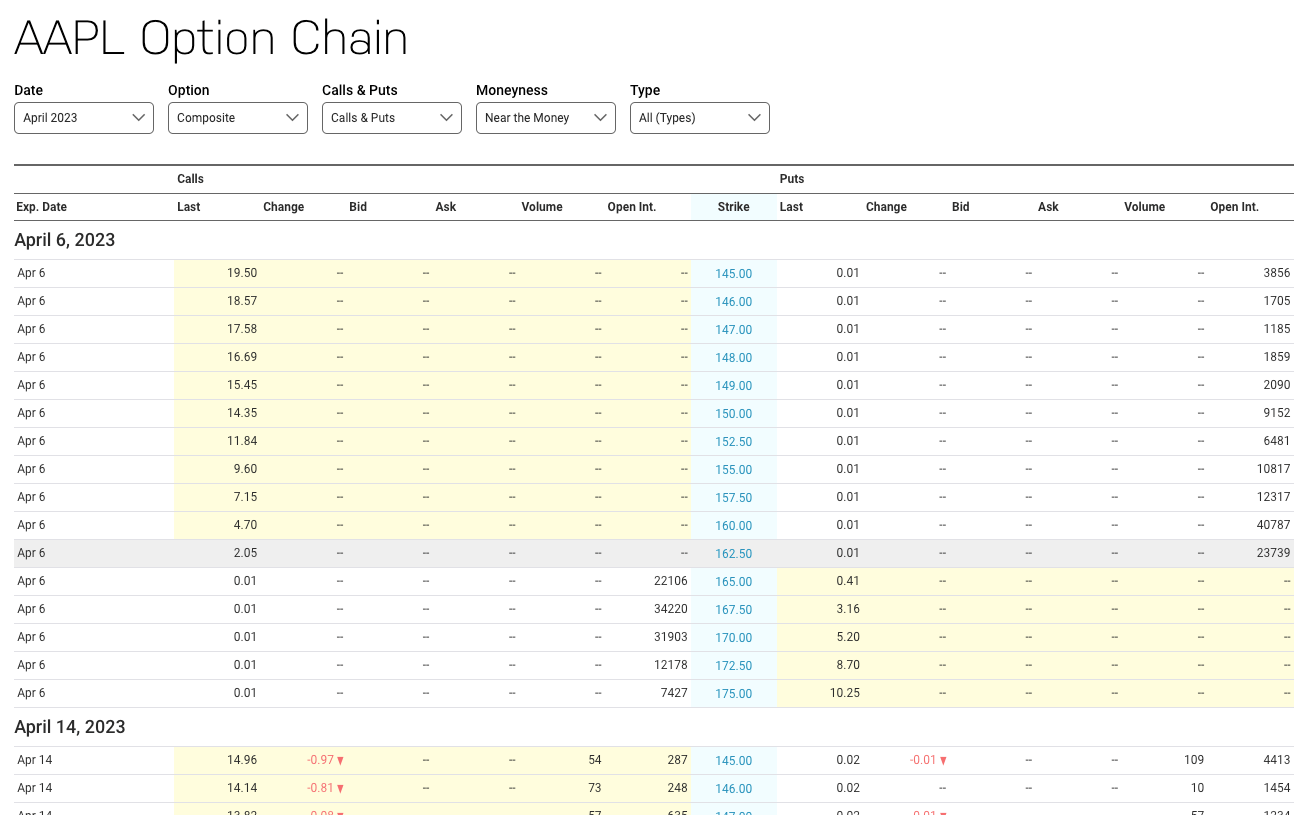 AAPL Option Chain
Date Option Calls & Puts Moneyness Type
April 2023 Composite Calls & Puts Near the Money All (Types)
Calls Puts
Exp. Date Last Change Bid Ask Volume Open Int. Strike Last Change Bid Ask Volume Open Int.
April 6, 2023
Apr 6 19.50 -- -- -- -- -- 145.00 0.01 -- -- -- -- 3856
Apr 6 18.57 -- -- -- -- -- 146.00 0.01 -- -- -- -- 1705
Apr 6 17.58 -- -- -- -- -- 147.00 0.01 -- -- -- -- 1185
Apr 6 16.69 -- -- -- -- -- 148.00 0.01 -- -- -- -- 1859
Apr 6 15.45 -- -- -- -- -- 149.00 0.01 -- -- -- -- 2090
Apr 6 14.35 -- -- -- -- -- 150.00 0.01 -- -- -- -- 9152
Apr 6 11.84 -- -- -- -- -- 152.50 0.01 -- -- -- -- 6481
Apr 6 9.60 -- -- -- -- -- 155.00 0.01 -- -- -- -- 10817
Apr 6 7.15 -- -- -- -- -- 157.50 0.01 -- -- -- -- 12317
Apr 6 4.70 -- -- -- -- -- 160.00 0.01 -- -- -- -- 40787
Apr 6 2.05 -- -- -- -- -- 162.50 0.01 -- -- -- -- 23739
Apr 6 0.01 -- -- -- -- 22106 165.00 0.41 -- -- -- -- --
Apr 6 0.01 -- -- -- -- 34220 167.50 3.16 -- -- -- -- --
Apr 6 0.01 -- -- -- -- 31903 170.00 5.20 -- -- -- -- --
Apr 6 0.01 -- -- -- -- 12178 172.50 8.70 -- -- -- -- --
Apr 6 0.01 -- -- -- -- 7427 175.00 10.25 -- -- -- -- --
April 14, 2023
Apr 14 14.96 -0.97 -- -- 54 287 145.00 0.02 -0.01 -- -- 109 4413
Apr 14 14.14 -0.81 -- -- 73 248 146.00 0.02 -- -- -- 10 1454
Apr 14